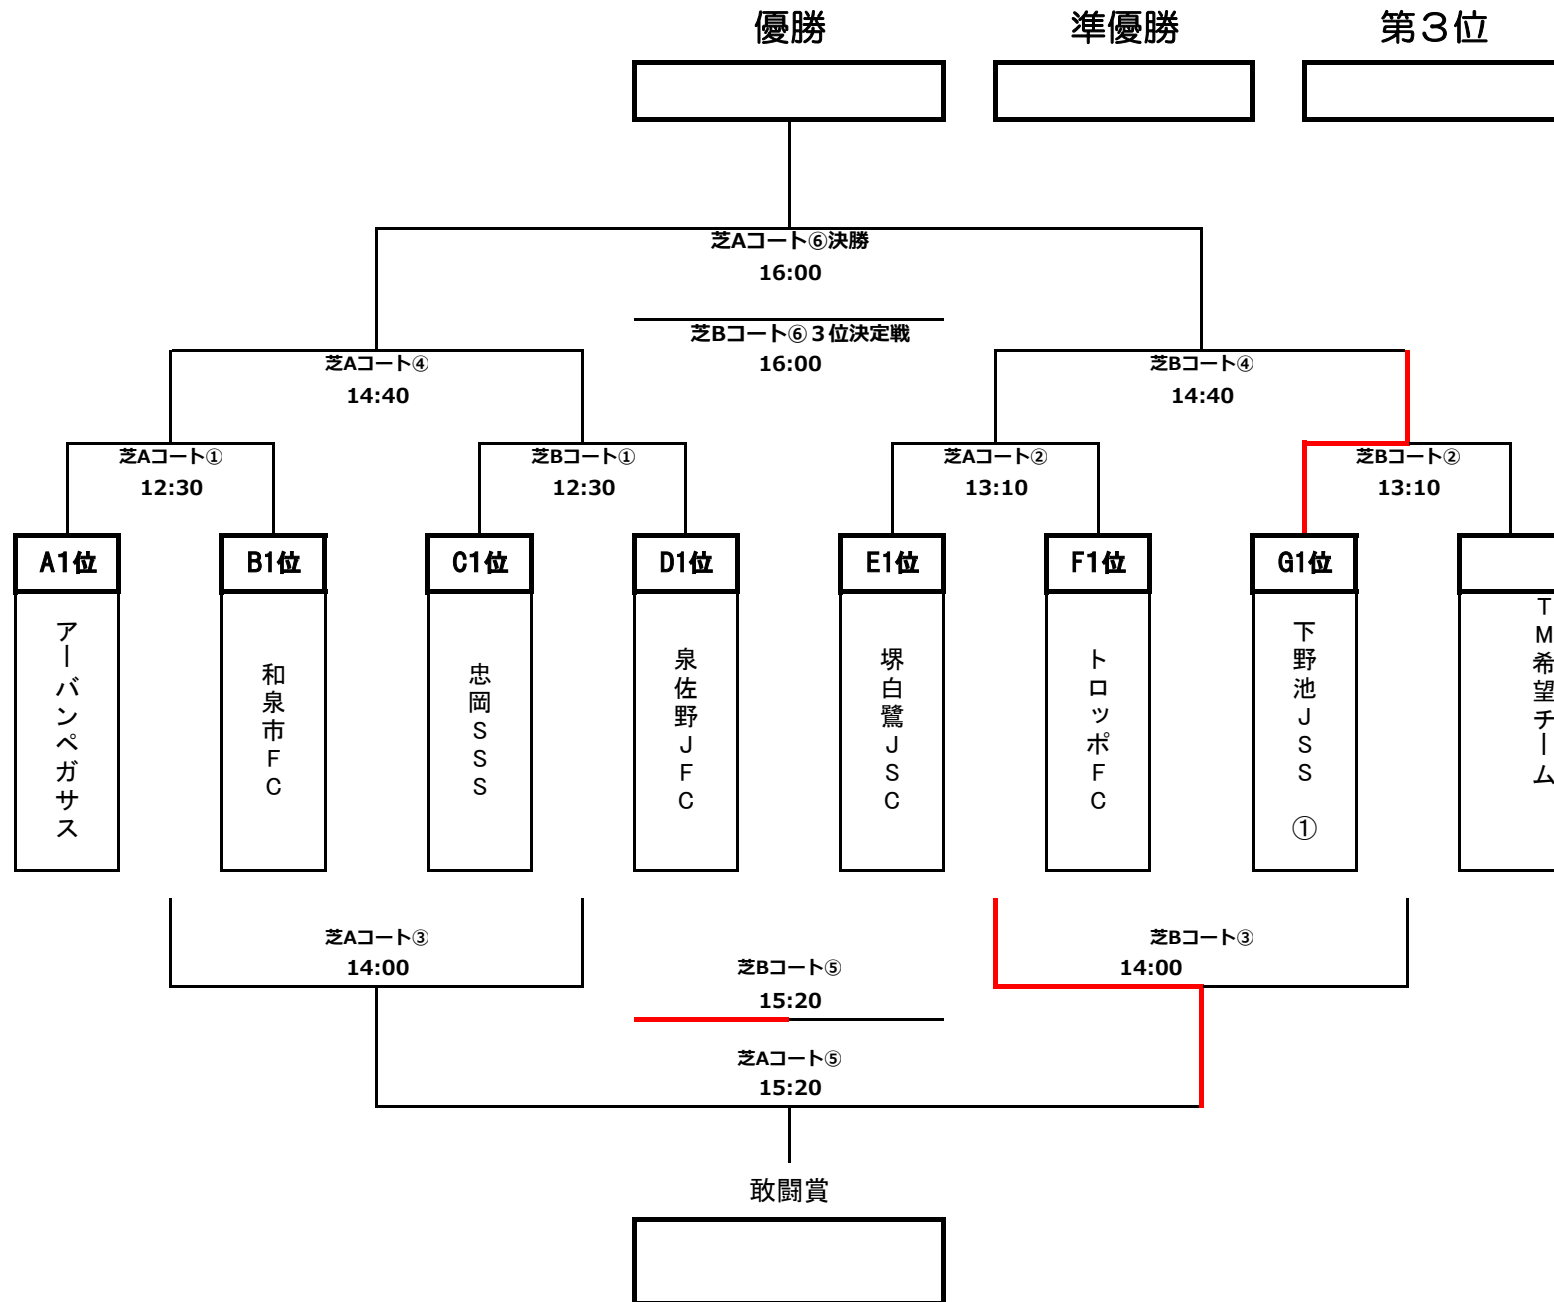 優勝 準優勝 第３位
芝Aコート⑥決勝
16:00
芝Bコート⑥３位決定戦
16:00
芝Aコート④
14:40
芝Bコート④
14:40
芝Aコート①
12:30
芝Bコート①
12:30
芝Aコート②
13:10
芝Bコート②
13:10
A1位 B1位 C1位 D1位 E1位 F1位 G1位
アーバンペガサス
和泉市FC
忠岡SSS
泉佐野JFC
堺白鷺JSC
トロッポFC
下野池JSS ①
TM希望チーム
芝Aコート③
14:00
芝Bコート③
14:00
芝Bコート⑤
15:20
芝Aコート⑤
15:20
敢闘賞